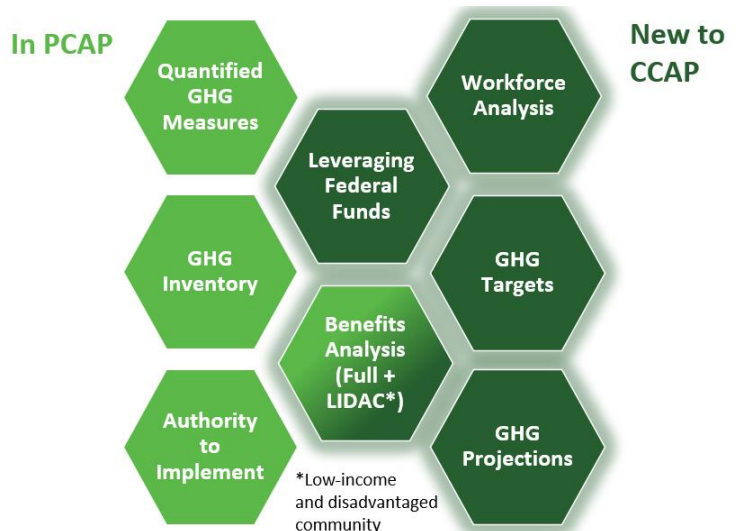 In PCAP
New to
CCAP
Quantified
GHG
Measures
Workforce
Analysis
Leveraging
Federal
Funds
GHG
Inventory
GHG
Targets
Benefits
Analysis
(Full +
LIDAC*)
Authority
to
Implement
GHG
Projections
*Low-income
and disadvantaged
community